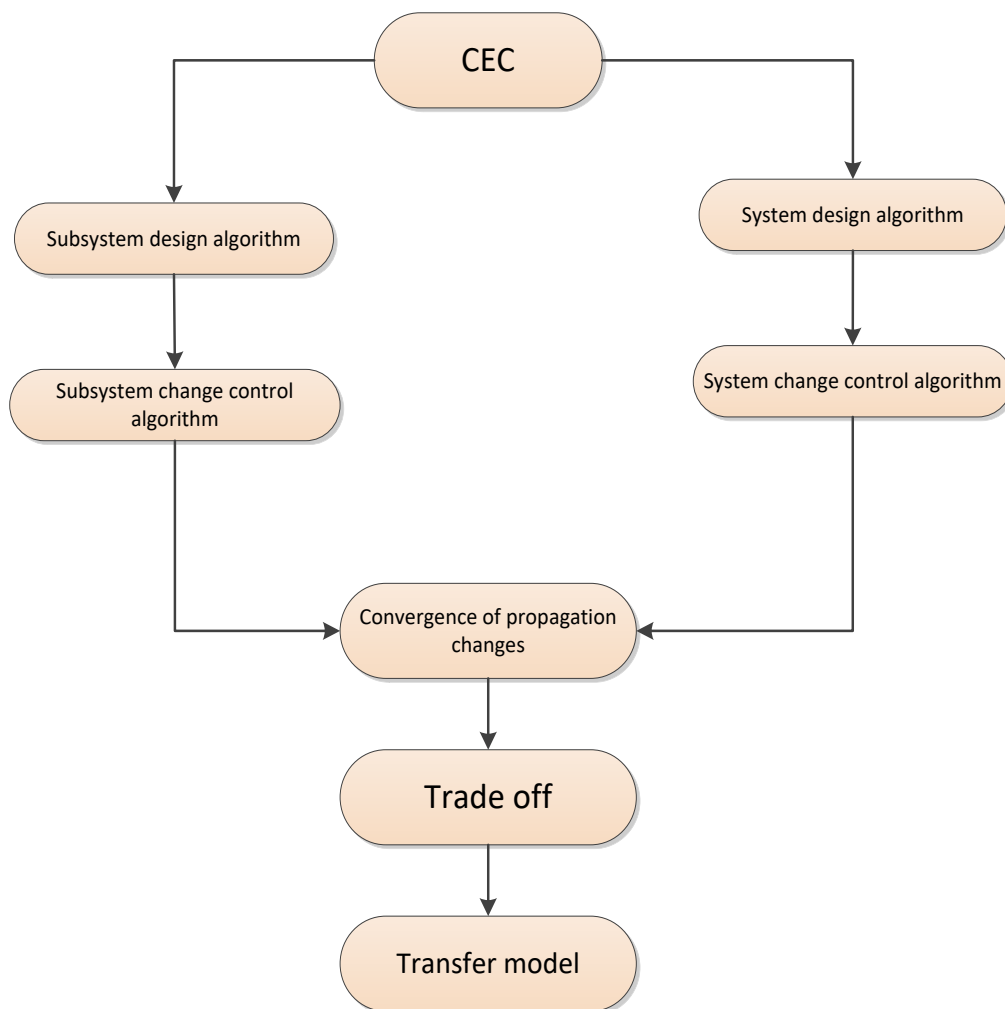 CEC
Subsystem design algorithm
System design algorithm
Subsystem change control
algorithm
System change control algorithm
Convergence of propagation
changes
Trade off
Transfer model